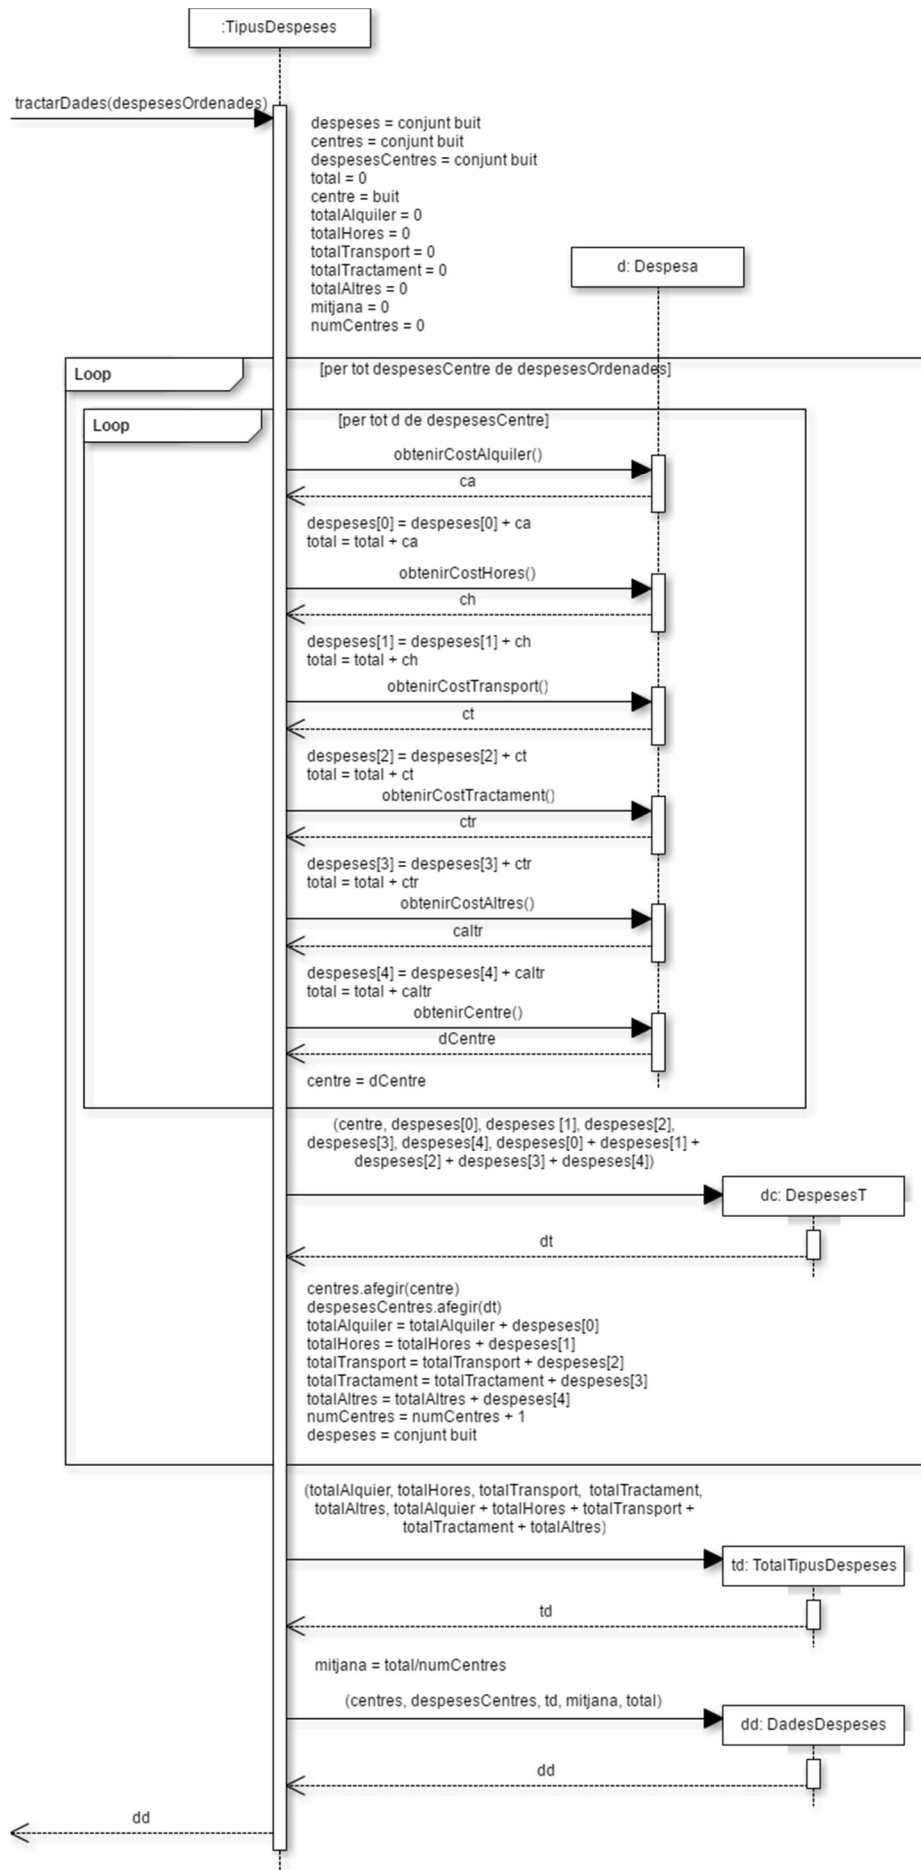 :TipusDespeses
tractarDades(despesesOrdenades)
despeses = conjunt buit
centres = conjunt buit
despesesCentres = conjunt buit
total = 0
centre = buit
totalAlquiler = 0
totalHores = 0
totalTransport = 0
totalTractament = 0
totalAltres = 0
mitjana = 0
numCentres = 0
d: Despesa
Loop
[per tot despesesCentre de despesesOrdenades]
Loop
[per tot d de despesesCentre]
obtenirCostAlquiler()
ca
despeses[0] = despeses[0] + ca
total = total + ca
obtenirCostHores()
ch
despeses[1] = despeses[1] + ch
total = total + ch
obtenirCostTransport()
ct
despeses[2] = despeses[2] + ct
total = total + ct
obtenirCostTractament()
ctr
despeses[3] = despeses[3] + ctr
total = total + ctr
obtenirCostAltres()
caltr
despeses[4] = despeses[4] + caltr
total = total + caltr
obtenirCentre()
dCentre
centre = dCentre
(centre, despeses[0], despeses [1], despeses[2],
despeses[3], despeses[4], despeses[0] + despeses[1] +
despeses[2] + despeses[3] + despeses[4])
dc: DespesesT
dt
centres.afegir(centre)
despesesCentres.afegir(dt)
totalAlquiler = totalAlquiler + despeses[0]
totalHores = totalHores + despeses[1]
totalTransport = totalTransport + despeses[2]
totalTractament = totalTractament + despeses[3]
totalAltres = totalAltres + despeses[4]
numCentres = numCentres + 1
despeses = conjunt buit
(totalAlquier, totalHores, totalTransport, totalTractament,
totalAltres, totalAlquier + totalHores + totalTransport +
totalTractament + totalAltres)
td: TotalTipusDespeses
td
mitjana = total/numCentres
(centres, despesesCentres, td, mitjana, total)
dd: DadesDespeses
dd
dd